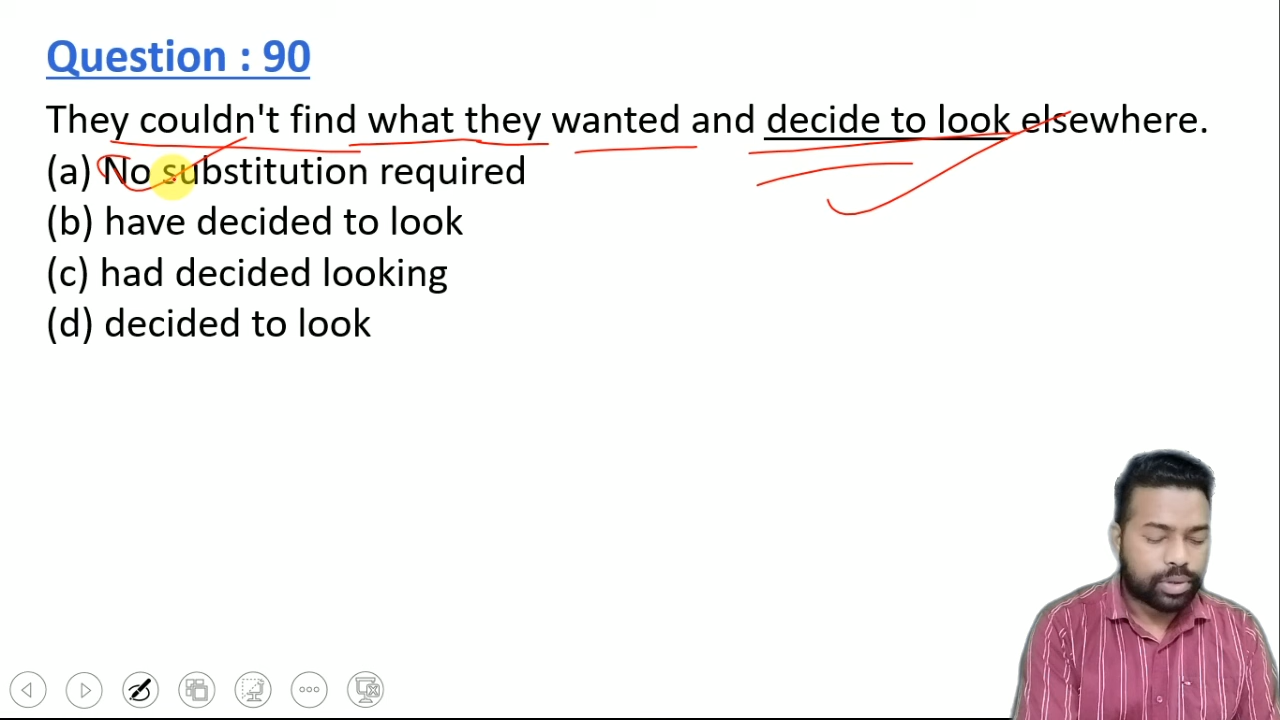 Question : 90
They couldn't find what they wanted and decide to look elsewhere.
(a) No substitution required
(b) have decided to look
(c) had decided looking
(d) decided to look